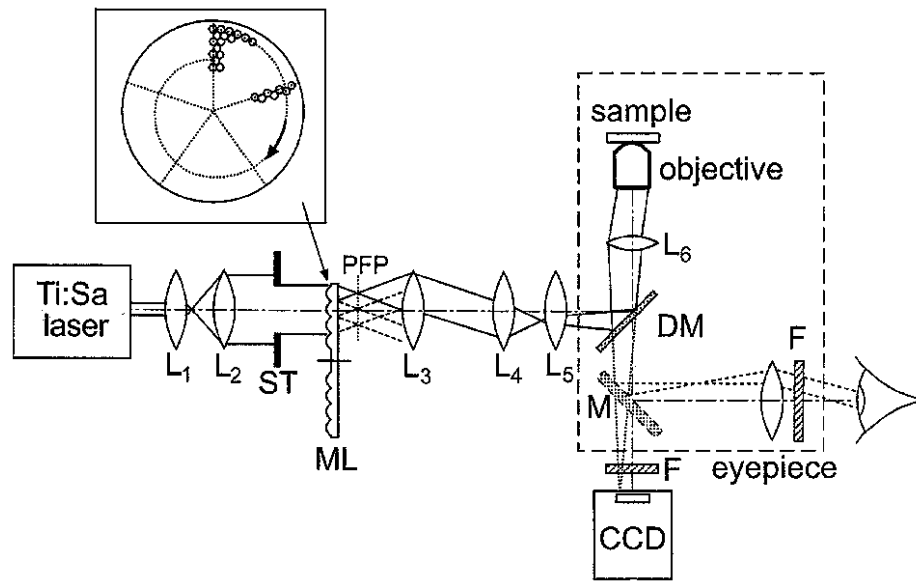 sample
objective
L6
PFP
Ti:Sa
laser
DM
L1
L2
ST
L3
L4
L5
F
M
ML
F
eyepiece
CCD